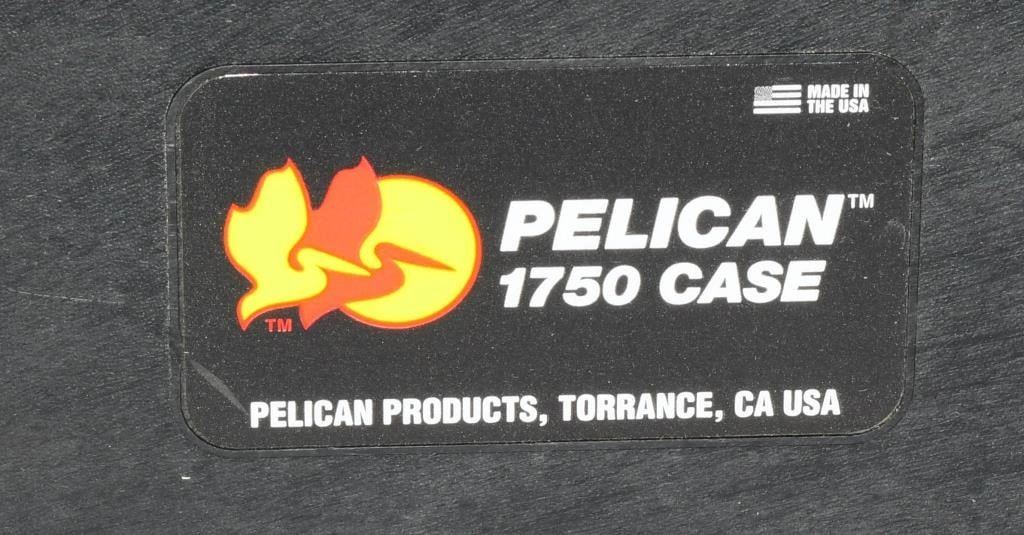 MADE IN
THE USA
PELICAN™
1750 CASE
TM
PELICAN PRODUCTS, TORRANCE, CA USA